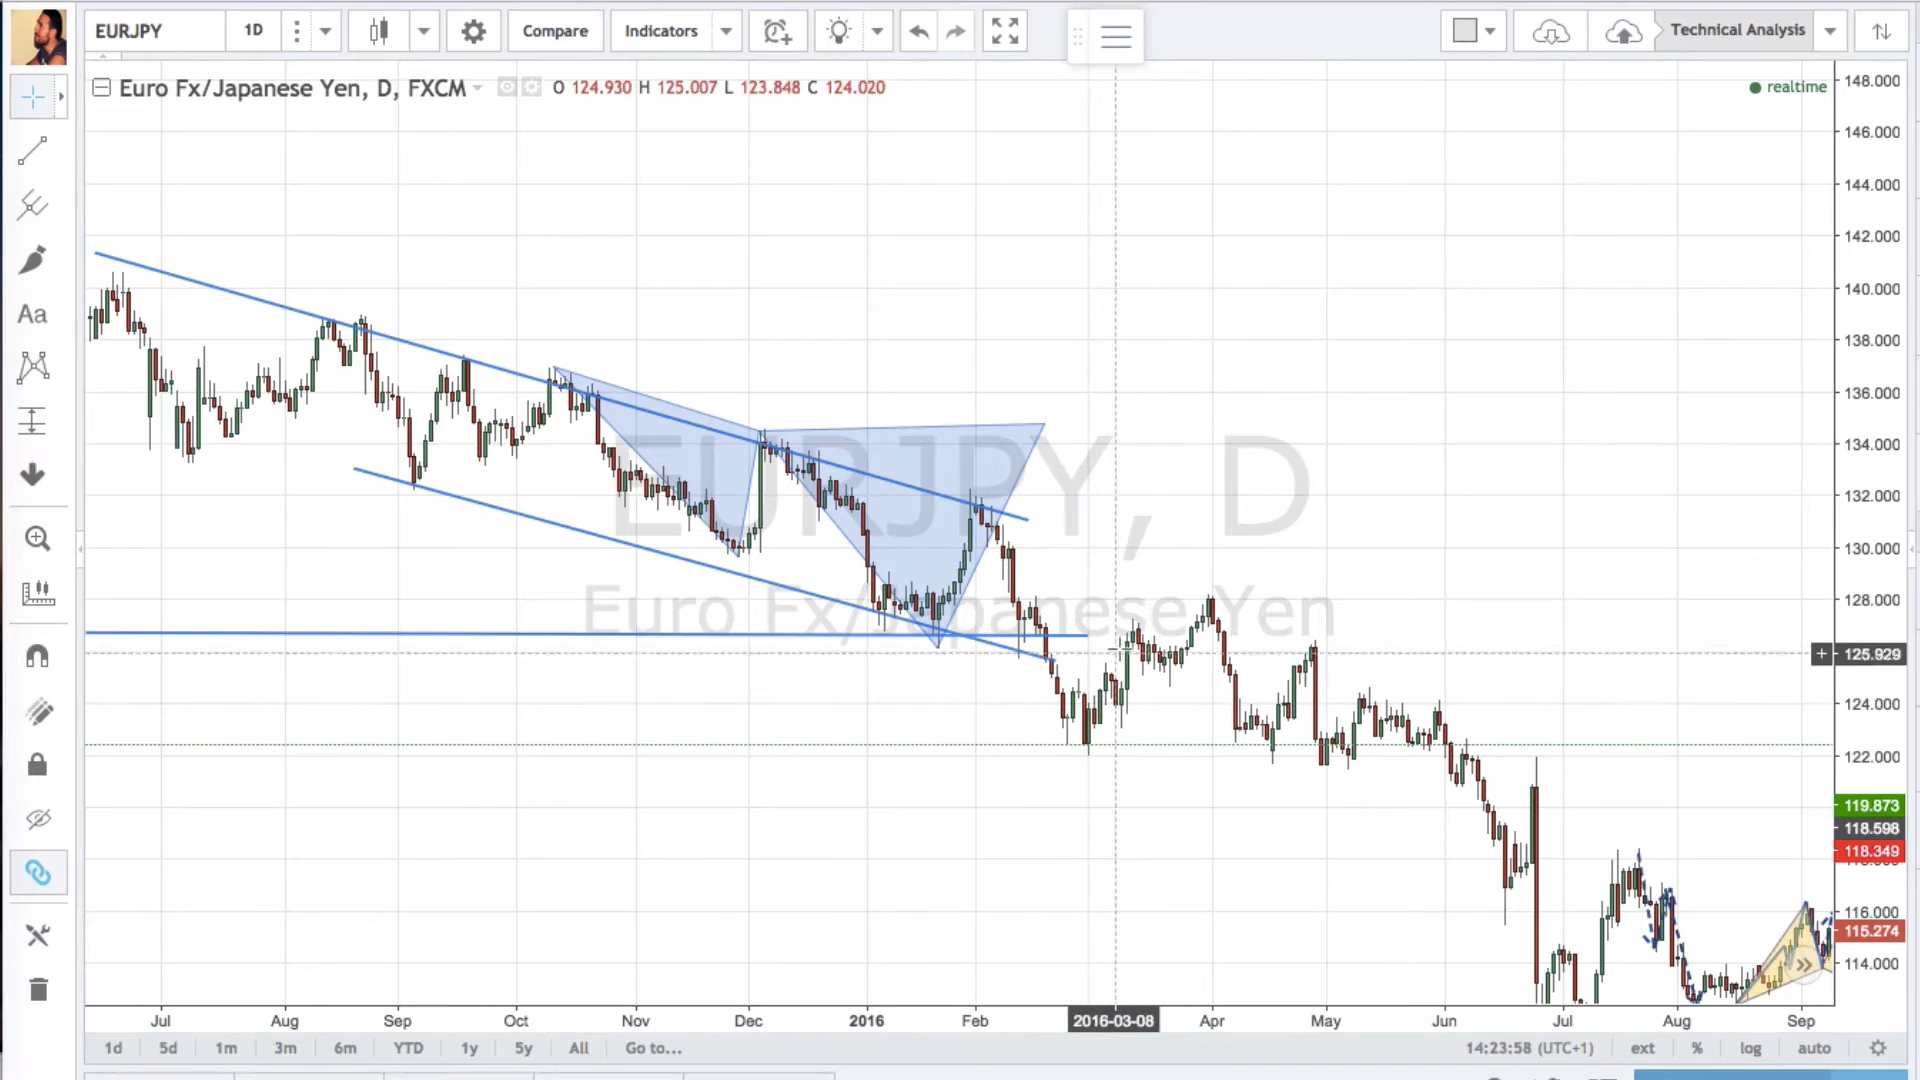 EURJPY 1D Compare Indicators Technical Analysis
Euro Fx/Japanese Yen, D, FXCM O 124.930 H 125.007 L 123.848 C 124.020
realtime
Aa
EURJPY, D
Euro Fx/Japanese Yen
148.000
146.000
144.000
142.000
140.000
138.000
136.000
134.000
132.000
130.000
128.000
125.929
124.000
122.000
119.873
118.598
118.349
116.000
115.274
114.000
Jul Aug Sep Oct Nov Dec 2016 Feb 2016-03-08 Apr May Jun Jul Aug Sep
1d 5d 1m 3m 6m YTD 1y 5y All Go to... 14:23:58 (UTC+1) ext % log auto